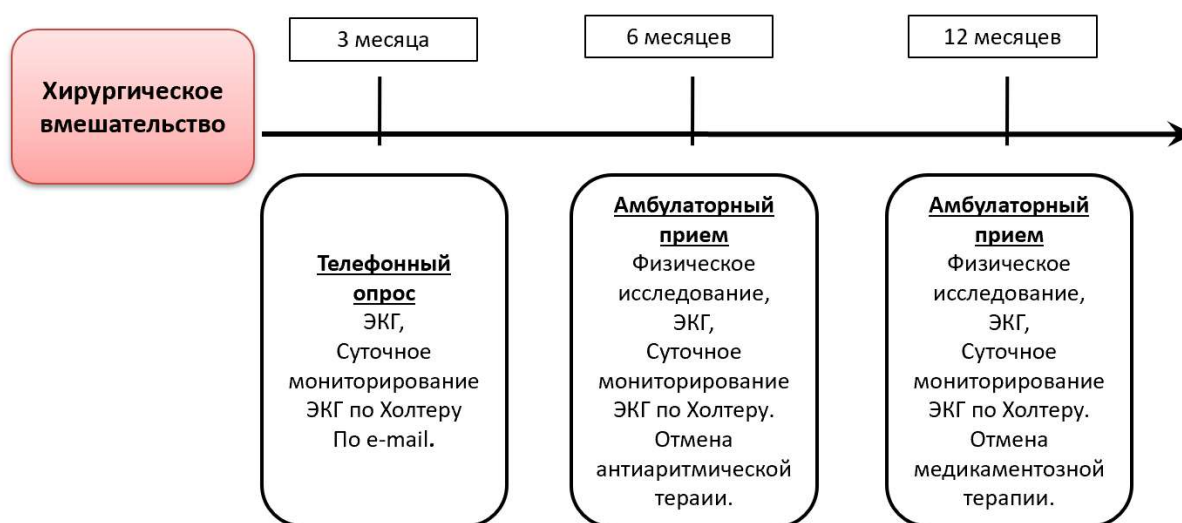 Хирургическое
вмешательство
3 месяца
6 месяцев
12 месяцев
Телефонный
опрос
ЭКГ,
Суточное
мониторирование
ЭКГ по Холтеру
По e-mail.
Амбулаторный
прием
Физическое
исследование,
ЭКГ,
Суточное
мониторирование
ЭКГ по Холтеру.
Отмена
антиаритмической
тераии.
Амбулаторный
прием
Физическое
исследование,
ЭКГ,
Суточное
мониторирование
ЭКГ по Холтеру.
Отмена
медикаментозной
терапии.